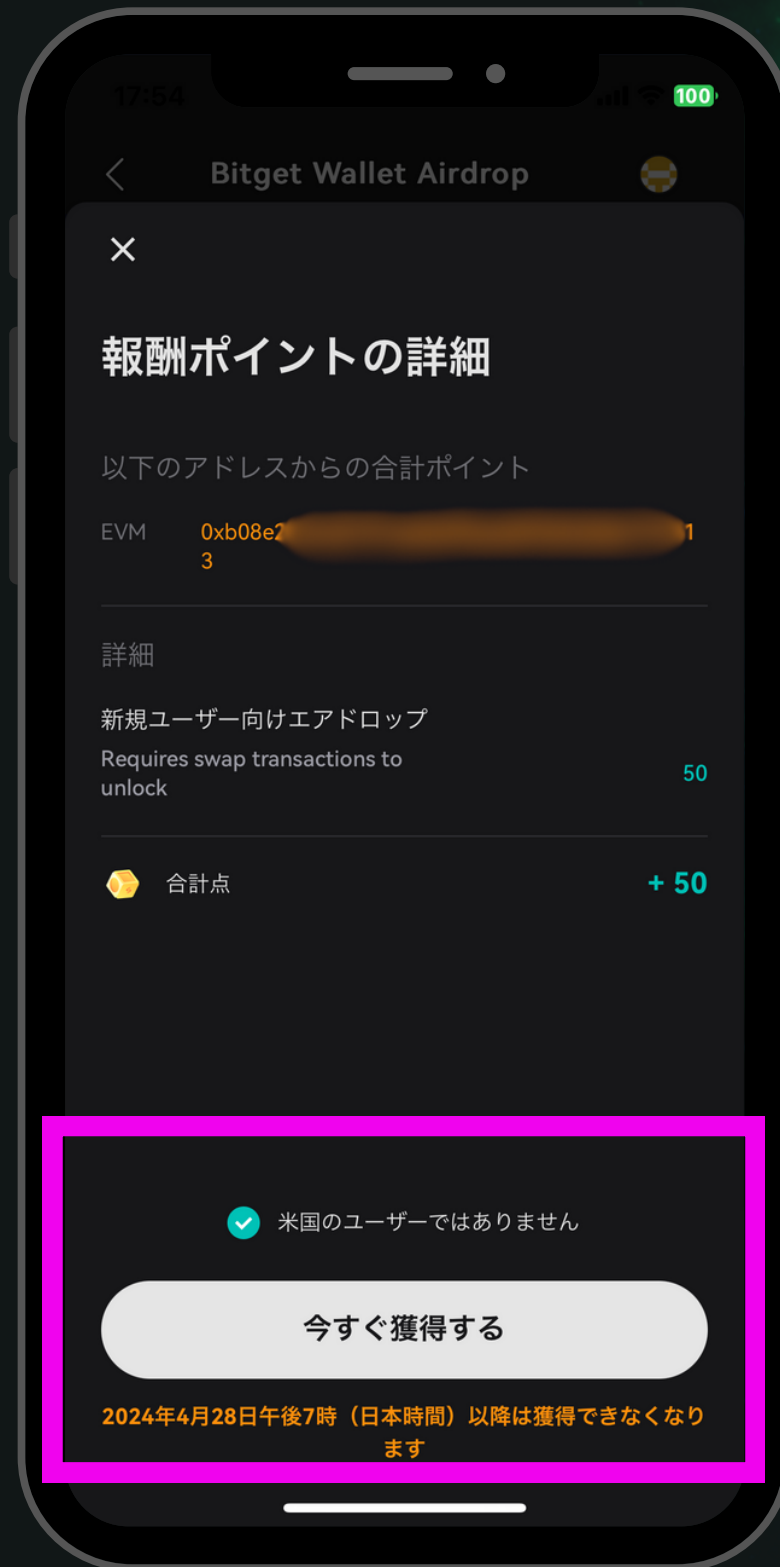 17:54
100
Bitget Wallet Airdrop
報酬ポイントの詳細
以下のアドレスからの合計ポイント
EVM 0xb08e2 1
3
詳細
新規ユーザー向けエアドロップ
Requires swap transactions to
unlock
50
合計点 + 50
米国のユーザーではありません
今すぐ獲得する
2024年4月28日午後7時（日本時間）以降は獲得できなくなり
ます